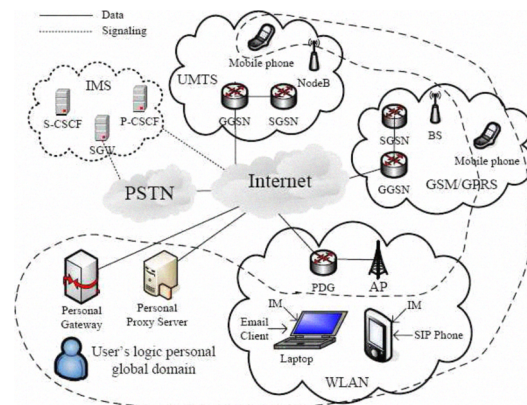 Data
Signaling
IMS
S-CSCF
P-CSCF
SGW
UMTS
Mobile phone
NodeB
GGSN
SGSN
BS
SGSN
Mobile phone
GGSN
GSM/GPRS
PSTN
Internet
PDG
AP
Personal
Gateway
Personal
Proxy Server
IM
Email
Client
Laptop
IM
SIP Phone
WLAN
User's logic personal
global domain